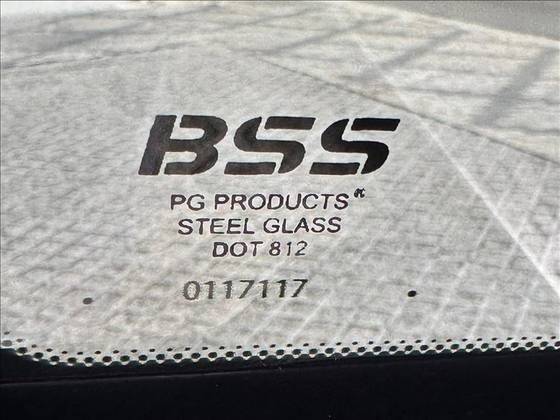 BSS
PG PRODUCTS
STEEL GLASS
DOT 812
0117117